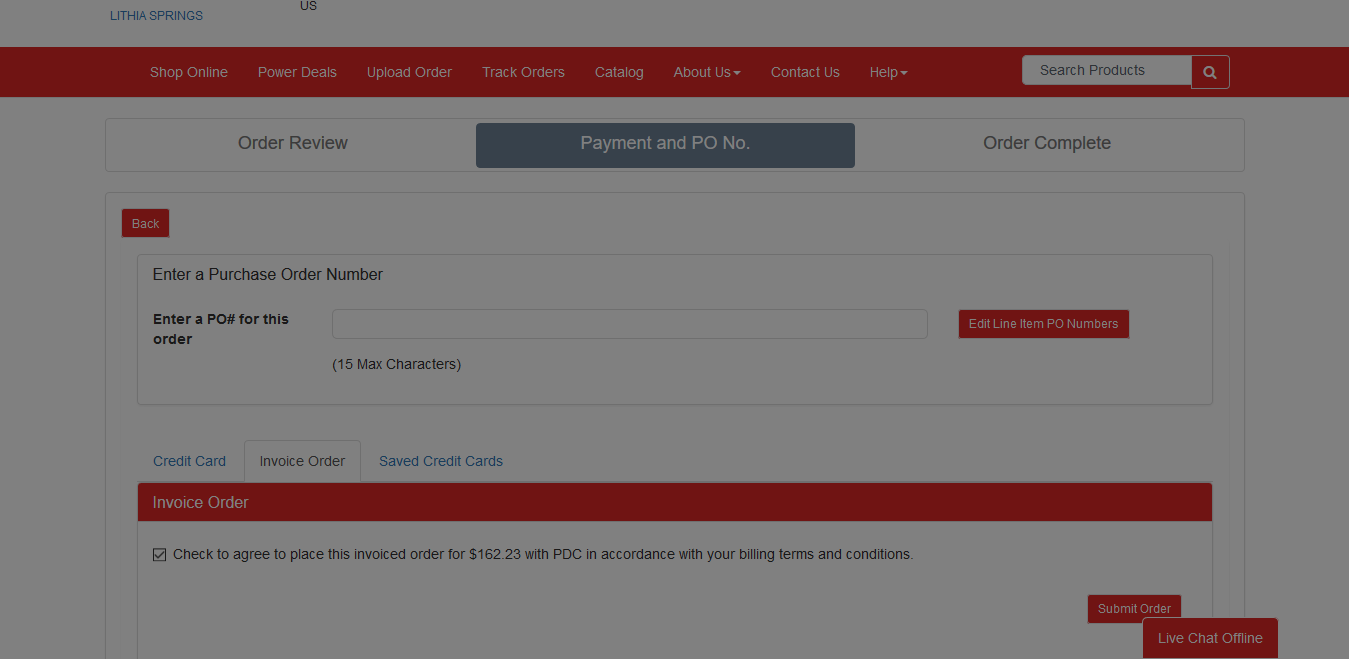 US
LITHIA SPRINGS
Shop Online Power Deals Upload Order Track Orders Catalog About Us Contact Us Help Search Products
Order Review Payment and PO No. Order Complete
Back
Enter a Purchase Order Number
Enter a PO# for this
order
Edit Line Item PO Numbers
(15 Max Characters)
Credit Card Invoice Order Saved Credit Cards
Invoice Order
Check to agree to place this invoiced order for $162.23 with PDC in accordance with your billing terms and conditions.
Submit Order
Live Chat Offline